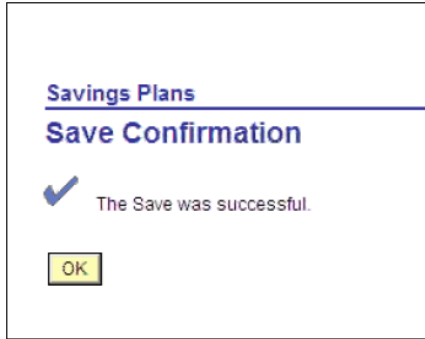 Savings Plans
Save Confirmation
The Save was successful.
OK